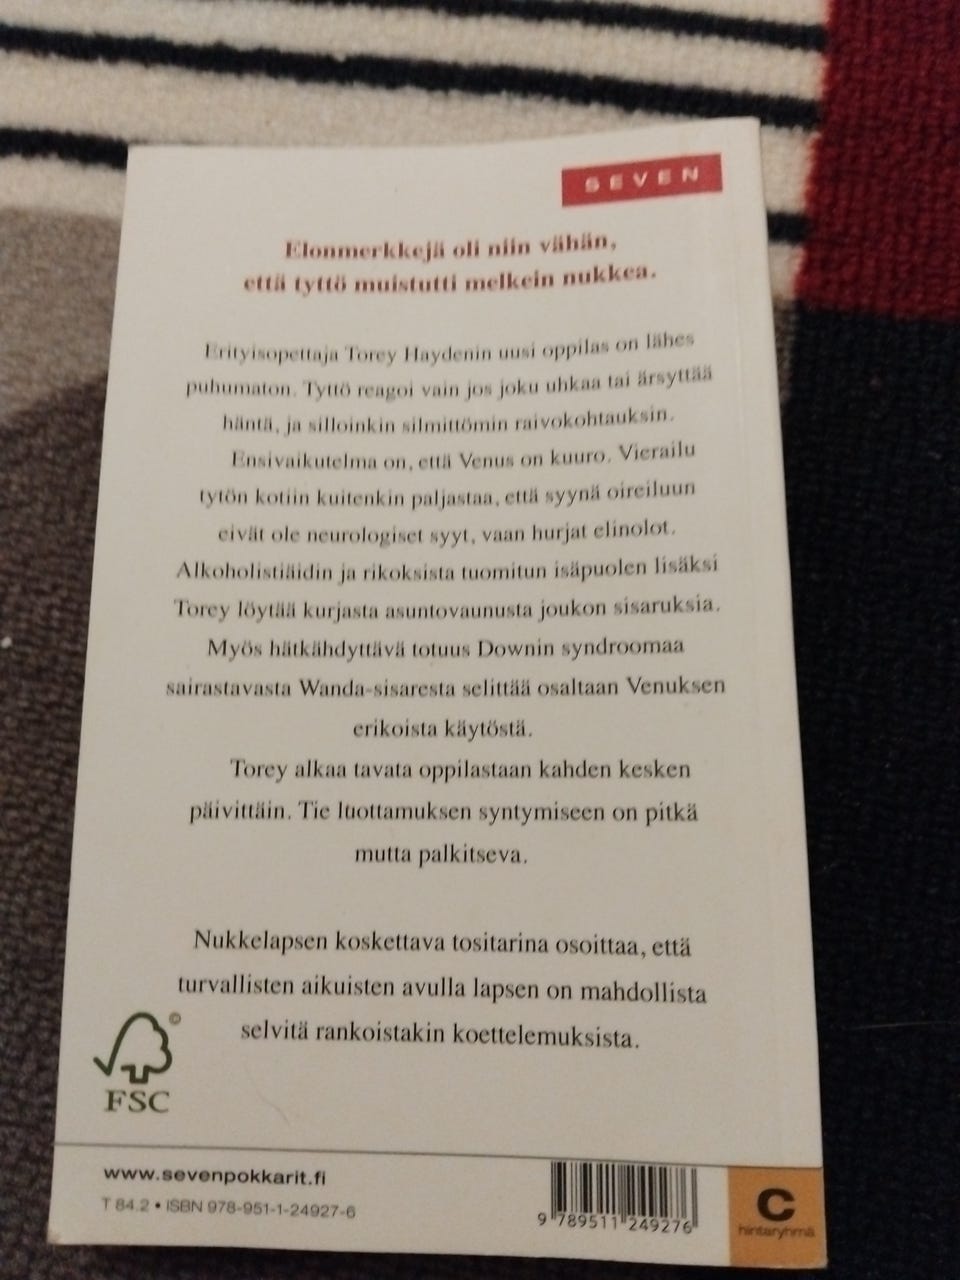 SEVEN
Elonmerkkejä oli niin vähän,
että tyttö muistutti melkein nukkea.
Erityisopettaja Torey Haydenin uusi oppilas on lähes
puhumaton. Tyttö reagoi vain jos joku uhkaa tai ärsyttää
häntä, ja silloinkin silmittömin raivokohtauksin.
Ensivaikutelma on, että Venus on kuuro. Vierailu
tytön kotiin kuitenkin paljastaa, että syynä oireiluun
eivät ole neurologiset syyt, vaan hurjat elinolot.
Alkoholistiäidin ja rikoksista tuomitun isäpuolen lisäksi
Torey löytää kurjasta asuntovaunusta joukon sisaruksia.
Myös hätkähdyttävä totuus Downin syndroomaa
sairastavasta Wanda-sisaresta selittää osaltaan Venuksen
erikoista käytöstä.
Torey alkaa tavata oppilastaan kahden kesken
päivittäin. Tie luottamuksen syntymiseen on pitkä
mutta palkitseva.
Nukkelapsen koskettava tositarina osoittaa, että
turvallisten aikuisten avulla lapsen on mahdollista
selvitä rankoistakin koettelemuksista.
©
FSC
www.sevenpokkarit.fi
T 84.2 • ISBN 978-951-1-24927-6
9 789511 249276
C
hintaryhmä